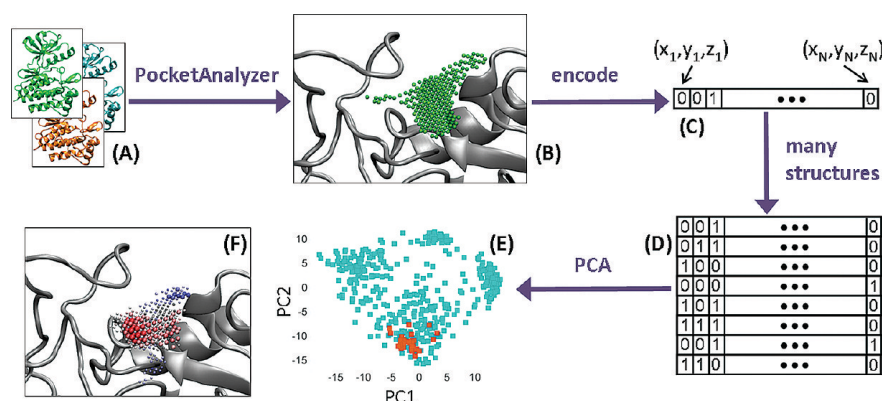 PocketAnalyzer
(A)
(B)
encode
(x1,y1,z1) (xN,yN,zN)
0 0 1 ••• 0
(C)
many
structures
(D)
0 0 1 ••• 0
0 1 1 ••• 0
1 0 0 ••• 0
0 0 0 ••• 1
1 0 1 ••• 0
1 1 1 ••• 0
0 0 1 ••• 1
1 1 0 ••• 0
PCA
(E)
10
5
0
-5
-10
-15
PC2
-15 -10 -5 0 5 10
PC1
(F)